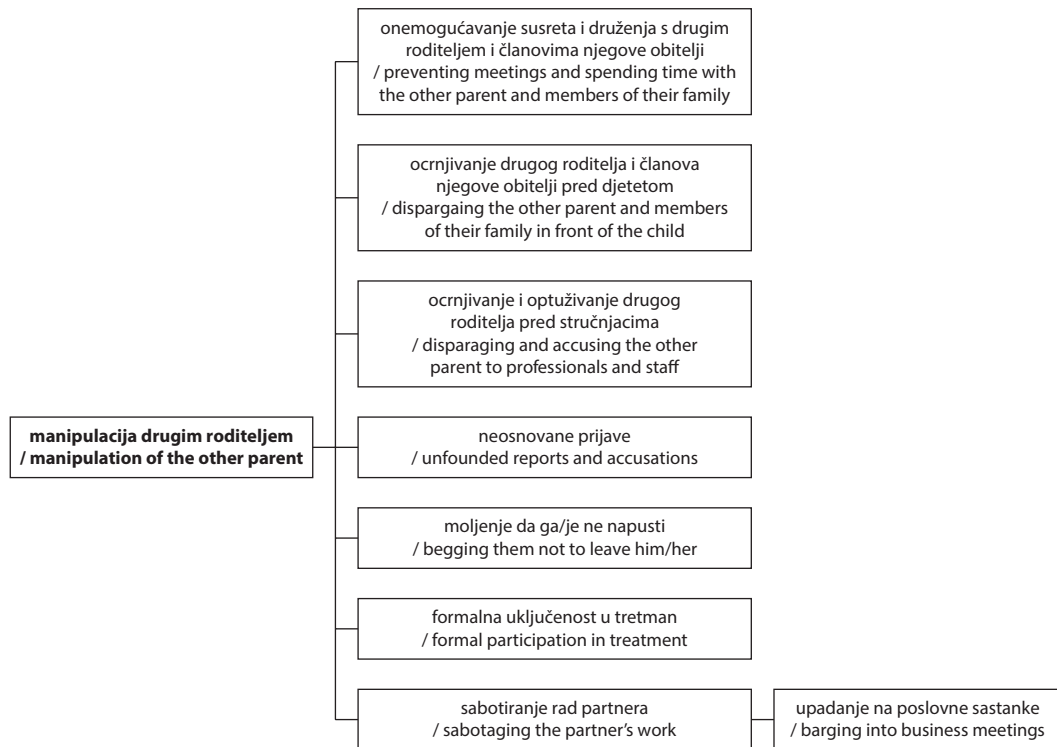 onemogućavanje susreta i druženja s drugim
roditeljem i članovima njegove obitelji
/ preventing meetings and spending time with
the other parent and members of their family
ocrnjivanje drugog roditelja i članova
njegove obitelji pred djetetom
/ dispargaing the other parent and members
of their family in front of the child
ocrnjivanje i optuživanje drugog
roditelja pred stručnjacima
/ disparaging and accusing the other
parent to professionals and staff
manipulacija drugim roditeljem
/ manipulation of the other parent
neosnovane prijave
/ unfounded reports and accusations
moljenje da ga/je ne napusti
/ begging them not to leave him/her
formalna uključenost u tretman
/ formal participation in treatment
sabotiranje rad partnera
/ sabotaging the partner’s work
upadanje na poslovne sastanke
/ barging into business meetings